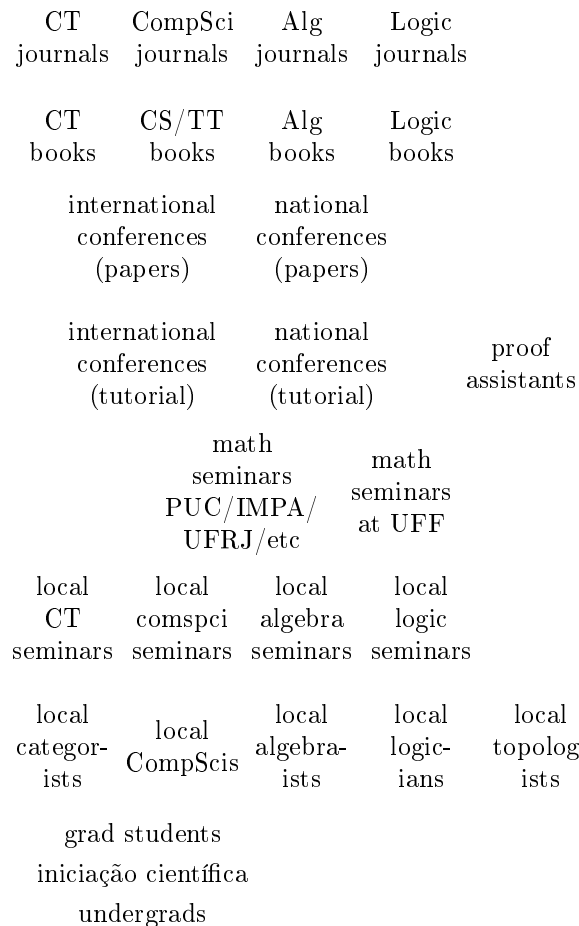 CT CompSci Alg Logic
journals journals journals journals
CT CS/TT Alg Logic
books books books books
international national
conferences conferences
(papers) (papers)
international national
conferences conferences
(tutorial) (tutorial)
proof
assistants
math
seminars
PUC/IMPA/
UFRJ/etc
math
seminars
at UFF
local local local local
CT comspci algebra logic
seminars seminars seminars seminars
local
categor-
ists
local
CompScis
local
algebra-
ists
local
logic-
ians
local
topolog
ists
grad students
iniciação científica
undergrads